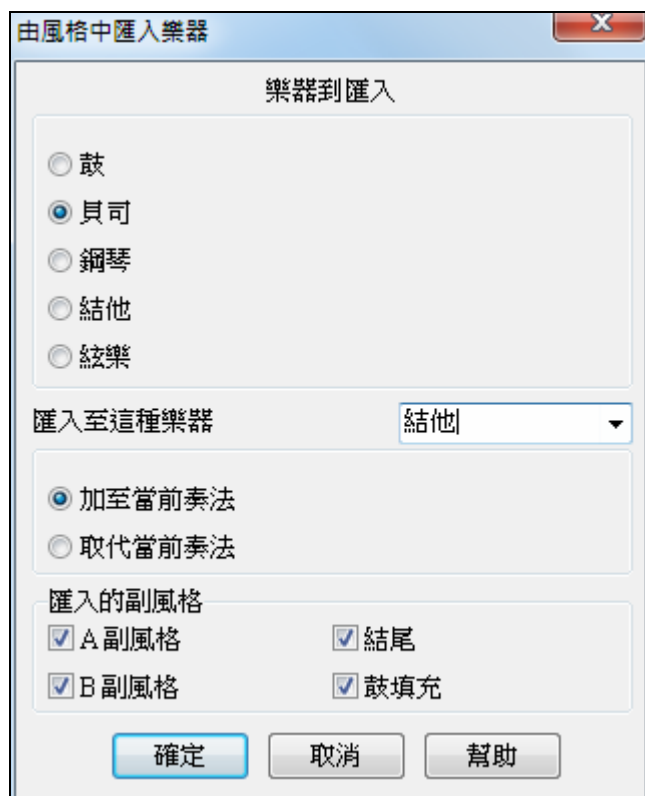 由風格中匯入樂器
樂器到匯入
鼓
貝司
鋼琴
結他
絃樂
匯入至這種樂器 結他
加至當前奏法
取代當前奏法
匯入的副風格
A 副風格 結尾
B 副風格 鼓填充
確定 取消 幫助